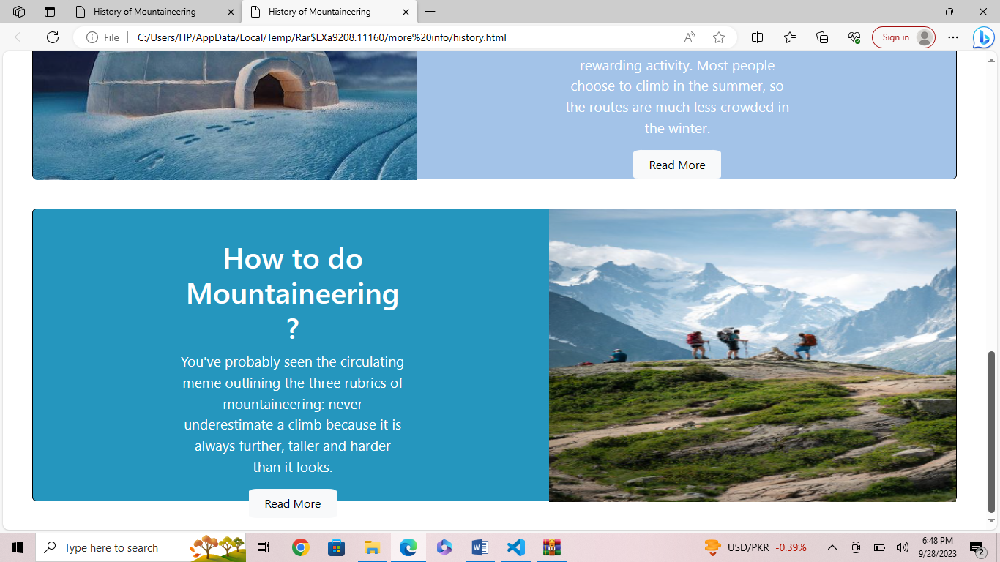 History of Mountaineering
History of Mountaineering
File
C:/Users/HP/AppData/Local/Temp/Rar$EXa9208.11160/more%20info/history.html
Sign in
rewarding activity. Most people
choose to climb in the summer, so
the routes are much less crowded in
the winter.
Read More
How to do
Mountaineering
?
You've probably seen the circulating
meme outlining the three rubrics of
mountaineering: never
underestimate a climb because it is
always further, taller and harder
than it looks.
Read More
Type here to search
USD/PKR -0.39%
6:48 PM
9/28/2023
2